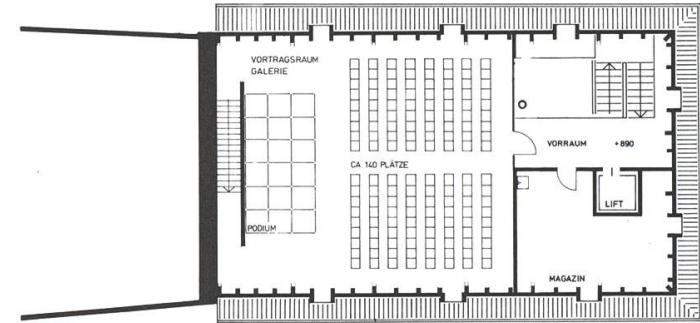 VORTRAGSRAUM
GALERIE
CA. 140 PLÄTZE
VORRAUM +890
LIFT
PODIUM
MAGAZIN